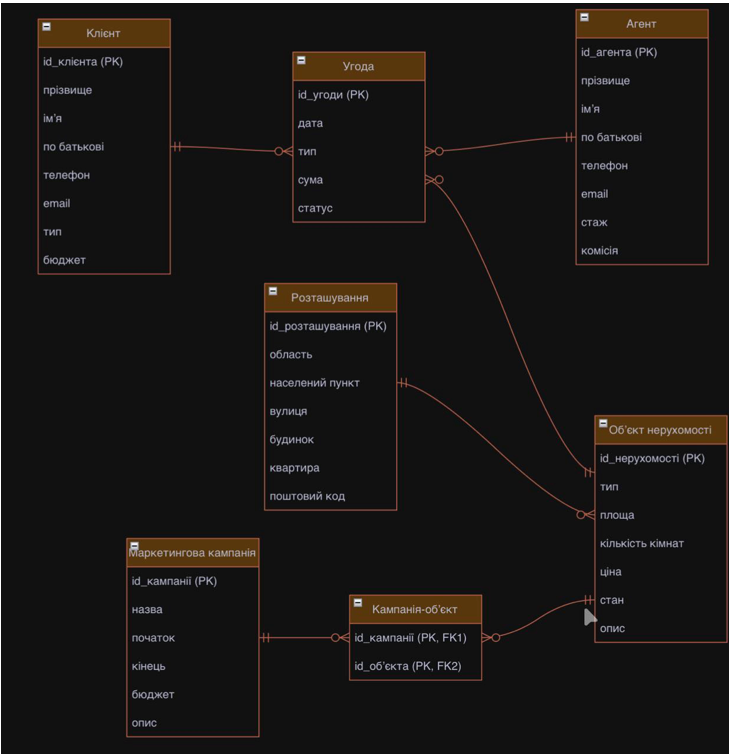 Клієнт
id_клієнта (PK)
прізвище
ім'я
по батькові
телефон
email
тип
бюджет
Угода
id_угоди (PK)
дата
тип
сума
статус
Агент
id_агента (PK)
прізвище
ім'я
по батькові
телефон
email
стаж
комісія
Розташування
id_розташування (PK)
область
населений пункт
вулиця
будинок
квартира
поштовий код
Об'єкт нерухомості
id_нерухомості (PK)
тип
площа
кількість кімнат
ціна
стан
опис
Маркетингова кампанія
id_кампанії (PK)
назва
початок
кінець
бюджет
опис
Кампанія-об'єкт
id_кампанії (PK, FK1)
id_об'єкта (PK, FK2)